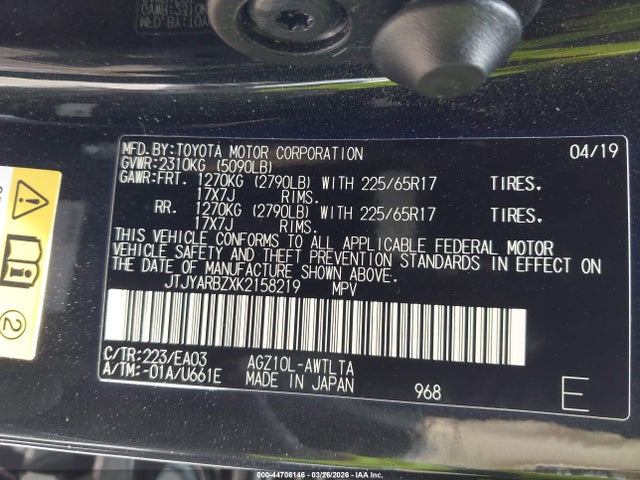 MFD.BY:TOYOTA MOTOR CORPORATION 04/19
GVWR:2310KG (5090LB)
GAWR:FRT. 1270KG (2790LB) WITH 225/65R17 TIRES.
17X7J RIMS.
RR. 1270KG (2790LB) WITH 225/65R17 TIRES.
17X7J RIMS.
THIS VEHICLE CONFORMS TO ALL APPLICABLE FEDERAL MOTOR
VEHICLE SAFETY AND THEFT PREVENTION STANDARDS IN EFFECT ON
THE DATE OF MANUFACTURE SHOWN ABOVE.
JTJYARBZXK2158219 MPV
C/TR:223/EA03 AGZ10L-AWTLTA
A/TM:-01A/U661E MADE IN JAPAN 968 E
2
000-44706146 - 03/26/2026 - IAAI.com